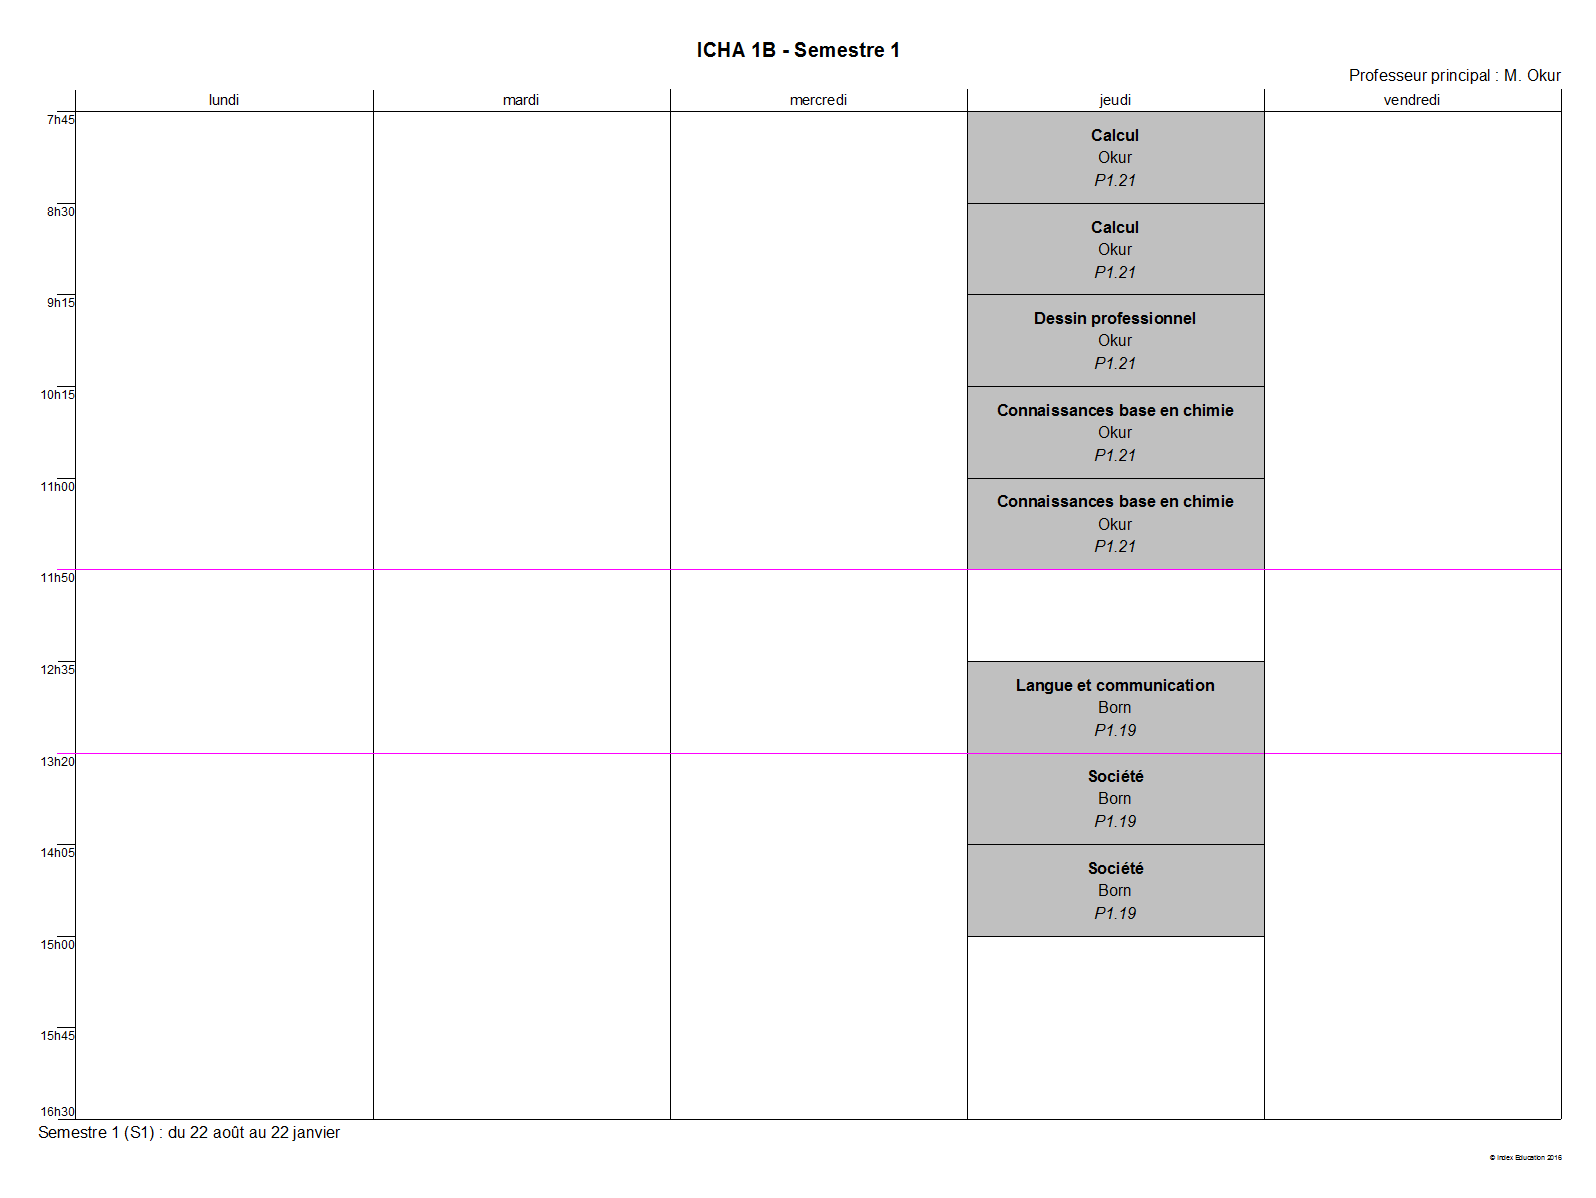 ICHA 1B - Semestre 1
Professeur principal : M. Okur
lundi mardi mercredi jeudi vendredi
7h45
Calcul
Okur
P1.21
8h30
Calcul
Okur
P1.21
9h15
Dessin professionnel
Okur
P1.21
10h15
Connaissances base en chimie
Okur
P1.21
11h00
Connaissances base en chimie
Okur
P1.21
11h50
12h35
Langue et communication
Born
P1.19
13h20
Société
Born
P1.19
14h05
Société
Born
P1.19
15h00
15h45
16h30
Semestre 1 (S1) : du 22 août au 22 janvier
© Index Education 2016